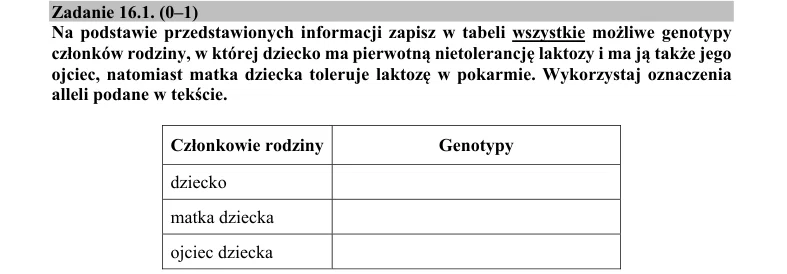 Zadanie 16.1. (0–1)
Na podstawie przedstawionych informacji zapisz w tabeli wszystkie możliwe genotypy
członków rodziny, w której dziecko ma pierwotną nietolerancję laktozy i ma ją także jego
ojciec, natomiast matka dziecka toleruje laktozę w pokarmie. Wykorzystaj oznaczenia
alleli podane w tekście.
Członkowie rodziny Genotypy
dziecko
matka dziecka
ojciec dziecka